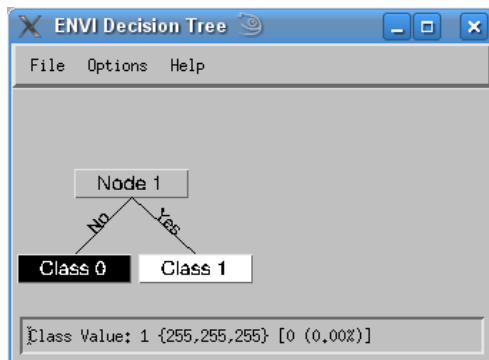 ENVI Decision Tree
File Options Help
Node 1
No Yes
Class 0 Class 1
Class Value: 1 {255,255,255} [0 (0.00%)]